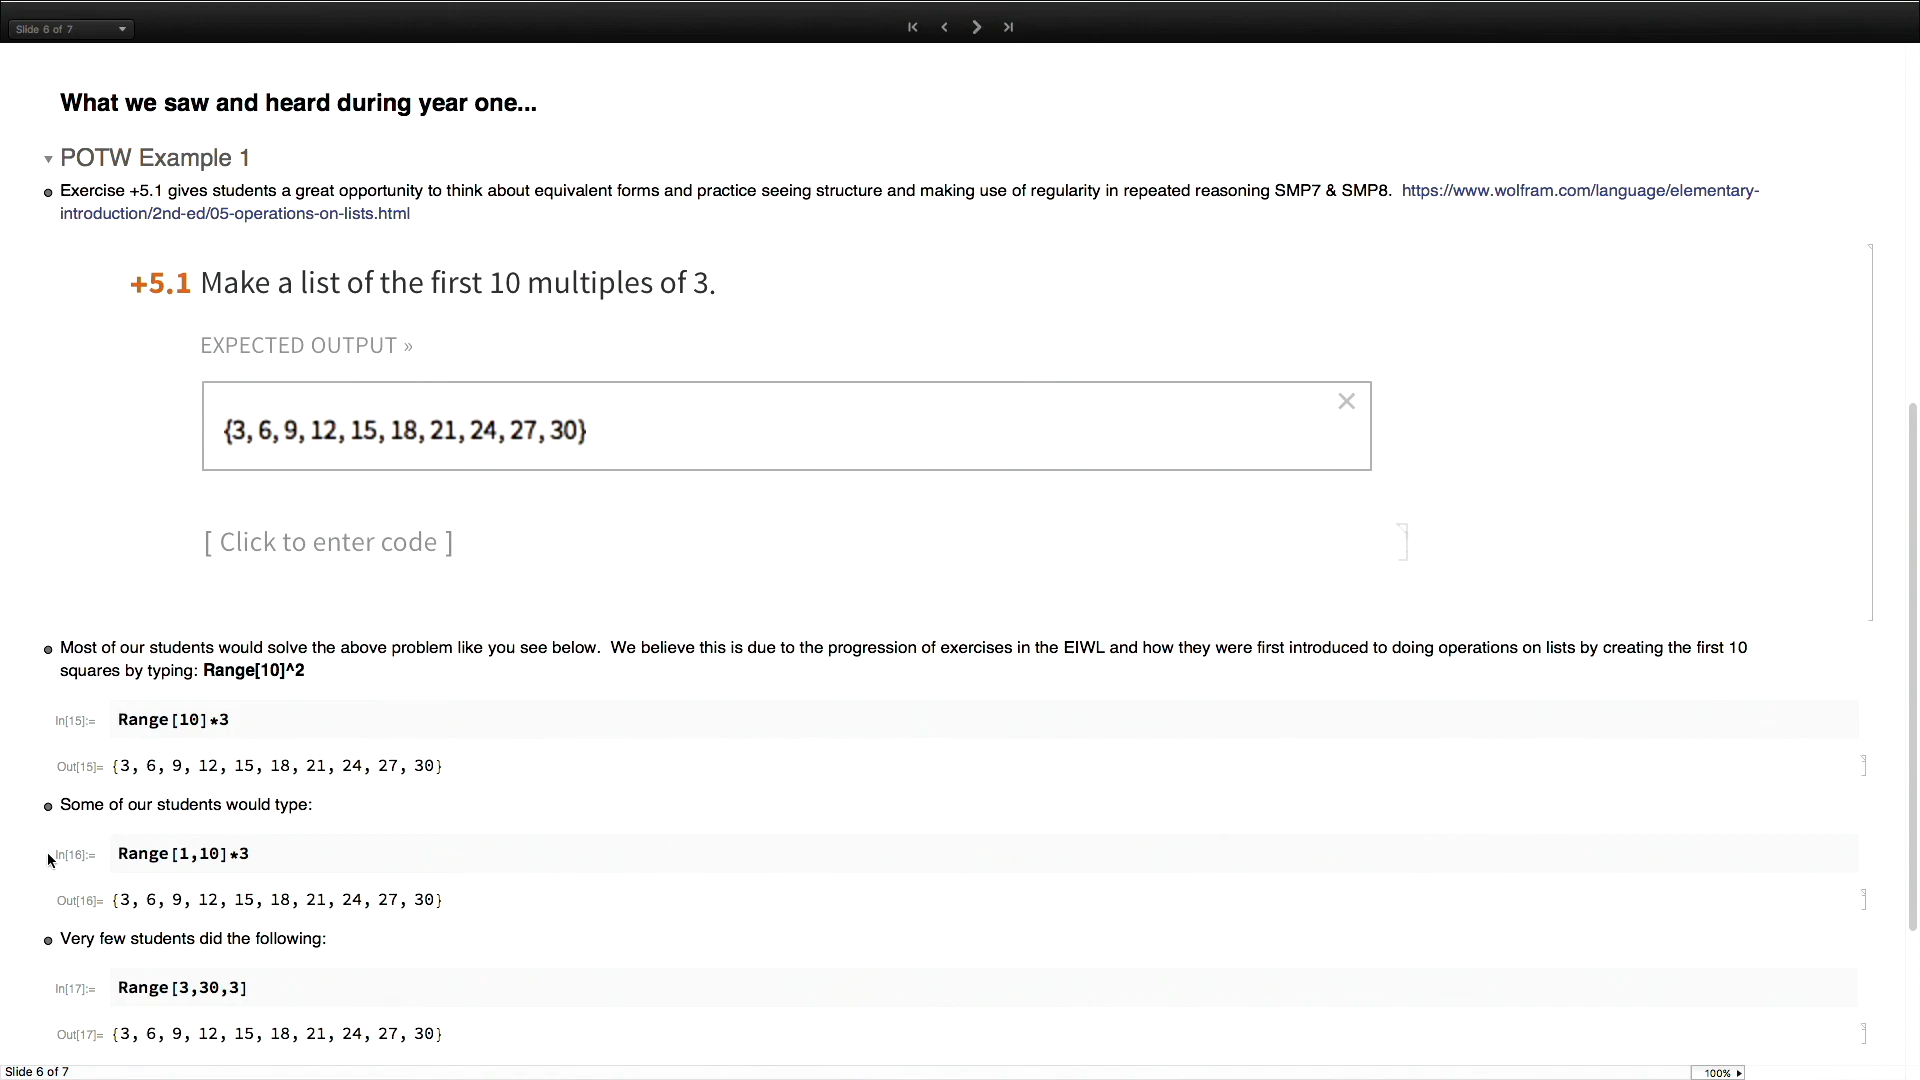 Slide 6 of 7
What we saw and heard during year one...
POTW Example 1
Exercise +5.1 gives students a great opportunity to think about equivalent forms and practice seeing structure and making use of regularity in repeated reasoning SMP7 & SMP8. https://www.wolfram.com/language/elementary-
introduction/2nd-ed/05-operations-on-lists.html
+5.1 Make a list of the first 10 multiples of 3.
EXPECTED OUTPUT »
{3, 6, 9, 12, 15, 18, 21, 24, 27, 30}
[ Click to enter code ]
Most of our students would solve the above problem like you see below. We believe this is due to the progression of exercises in the EIWL and how they were first introduced to doing operations on lists by creating the first 10
squares by typing: Range[10]^2
In[15]:= Range[10]*3
Out[15]= {3, 6, 9, 12, 15, 18, 21, 24, 27, 30}
Some of our students would type:
In[16]:= Range[1,10]*3
Out[16]= {3, 6, 9, 12, 15, 18, 21, 24, 27, 30}
Very few students did the following:
In[17]:= Range[3,30,3]
Out[17]= {3, 6, 9, 12, 15, 18, 21, 24, 27, 30}
Slide 6 of 7
100%